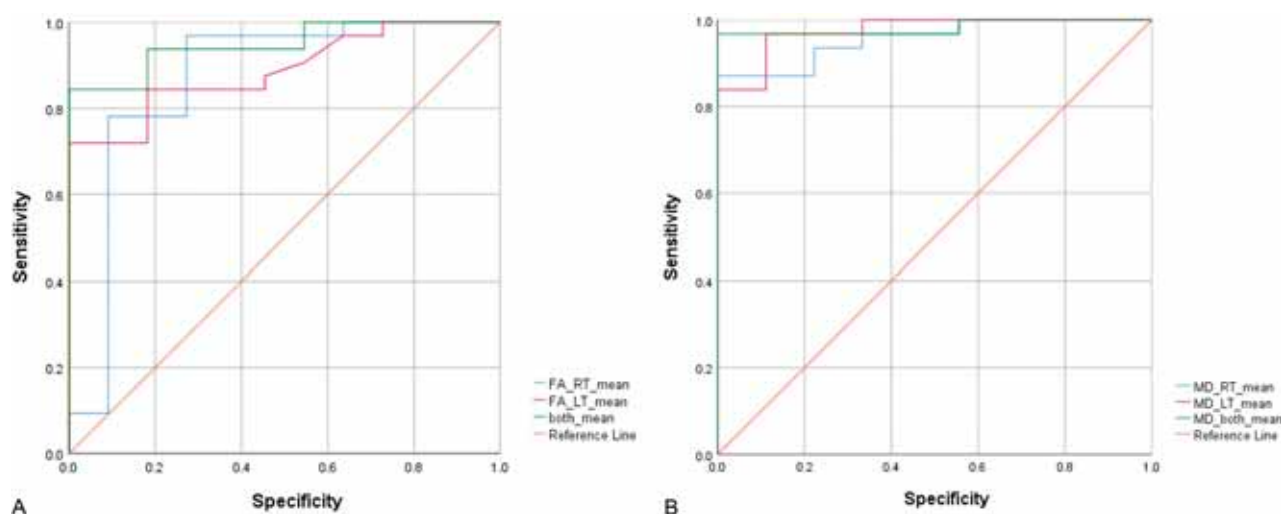 1.0
0.8
0.6
0.4
0.2
0.0
0.0 0.2 0.4 0.6 0.8 1.0
Sensitivity
Specificity
FA_RT_mean
FA_LT_mean
both_mean
Reference Line
A
1.0
0.8
0.6
0.4
0.2
0.0
0.0 0.2 0.4 0.6 0.8 1.0
Sensitivity
Specificity
MD_RT_mean
MD_LT_mean
MD_both_mean
Reference Line
B